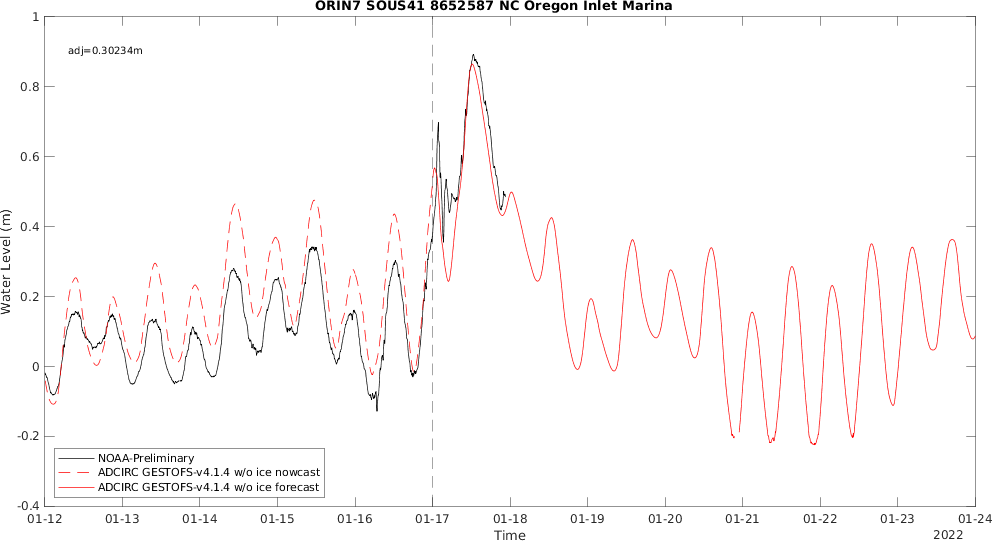 ORIN7 SOUS41 8652587 NC Oregon Inlet Marina
adj=0.30234m
1
0.8
0.6
0.4
0.2
0
-0.2
-0.4
Water Level (m)
NOAA-Preliminary
ADCIRC GESTOFS-v4.1.4 w/o ice nowcast
ADCIRC GESTOFS-v4.1.4 w/o ice forecast
01-12 01-13 01-14 01-15 01-16 01-17 01-18 01-19 01-20 01-21 01-22 01-23 01-24
Time
2022